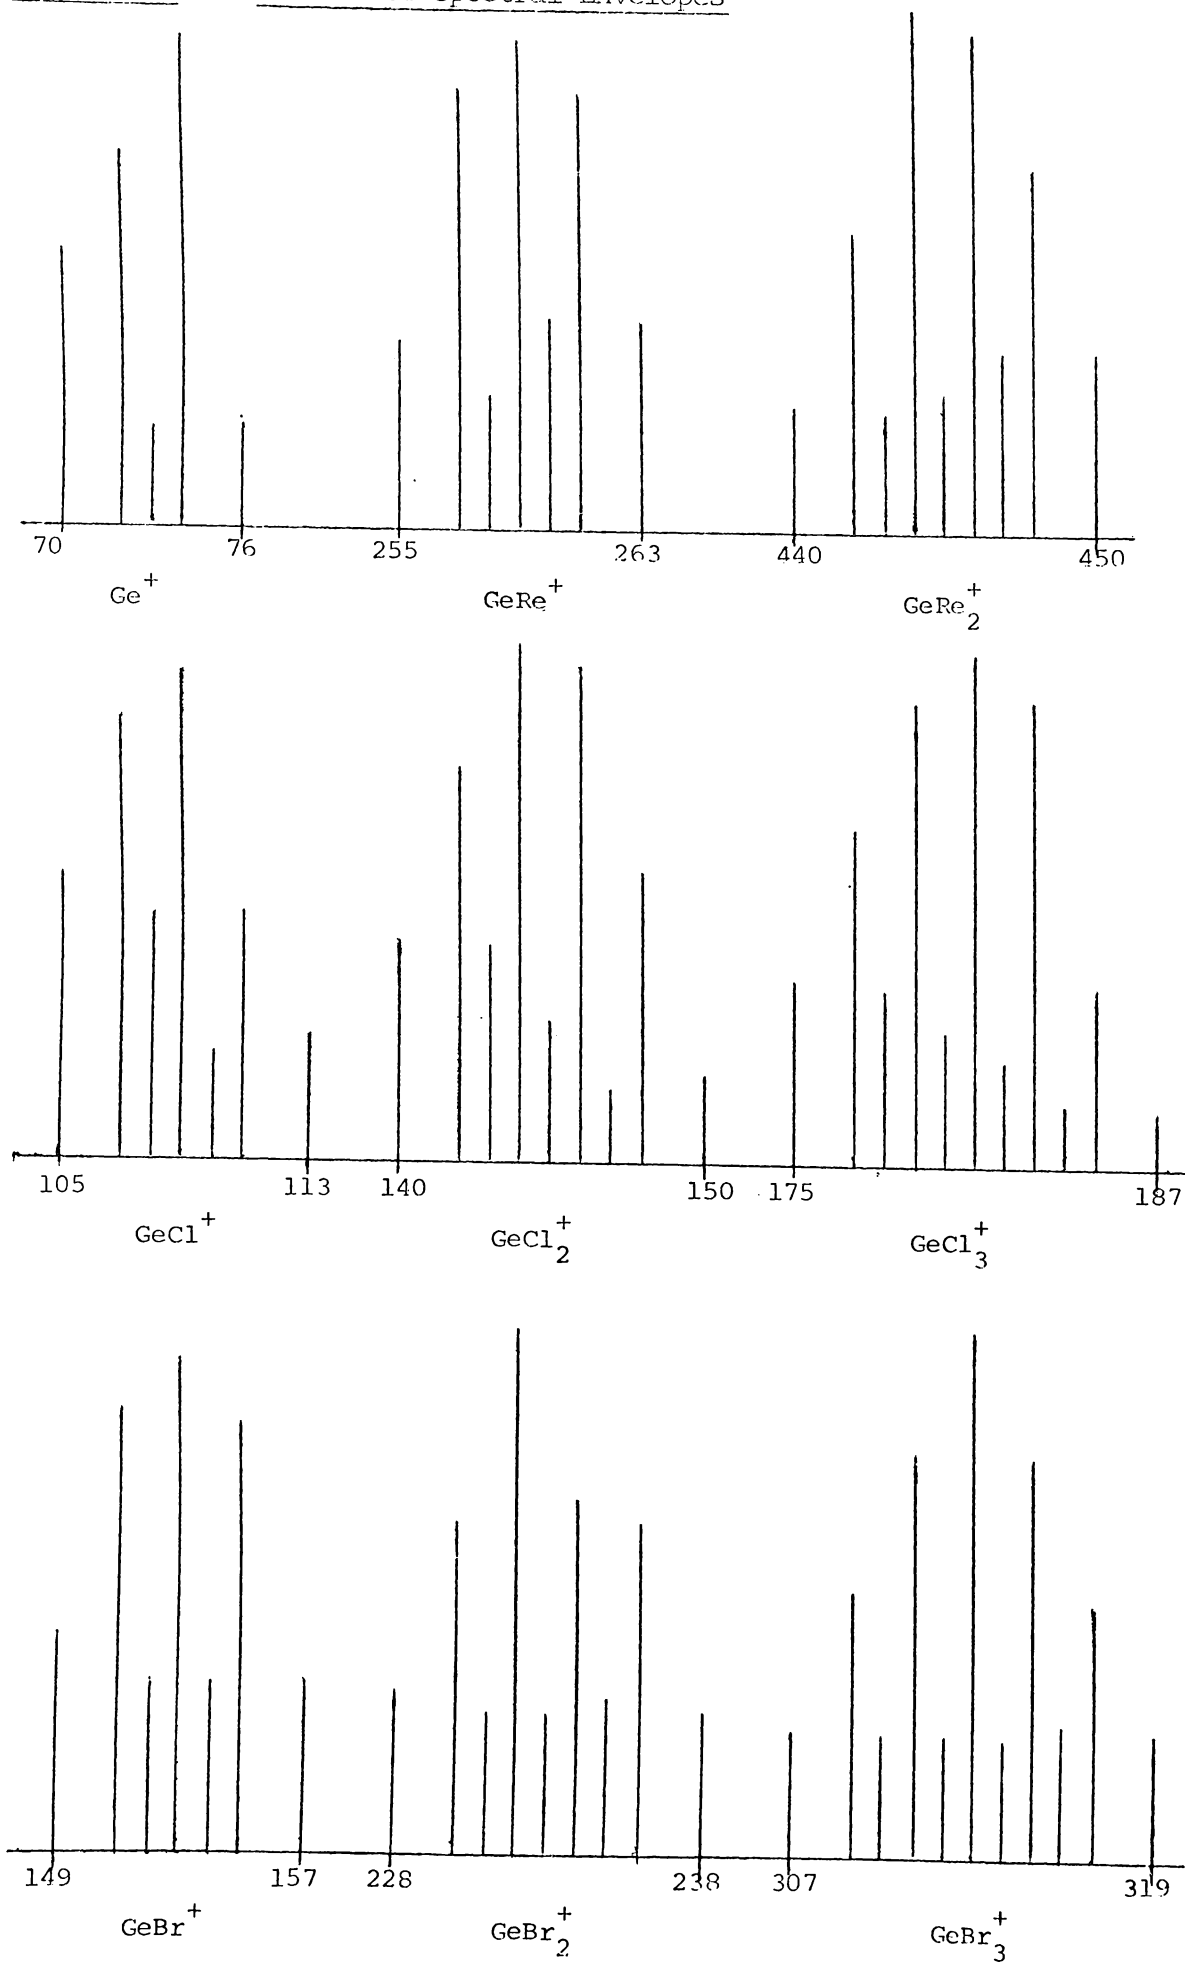 Spectral Envelopes
70 76 255 263 440 450
Ge+ GeRe+ GeRe2+
105 113 140 150 175 187
GeCl+ GeCl2+ GeCl3+
149 157 228 238 307 319
GeBr+ GeBr2+ GeBr3+